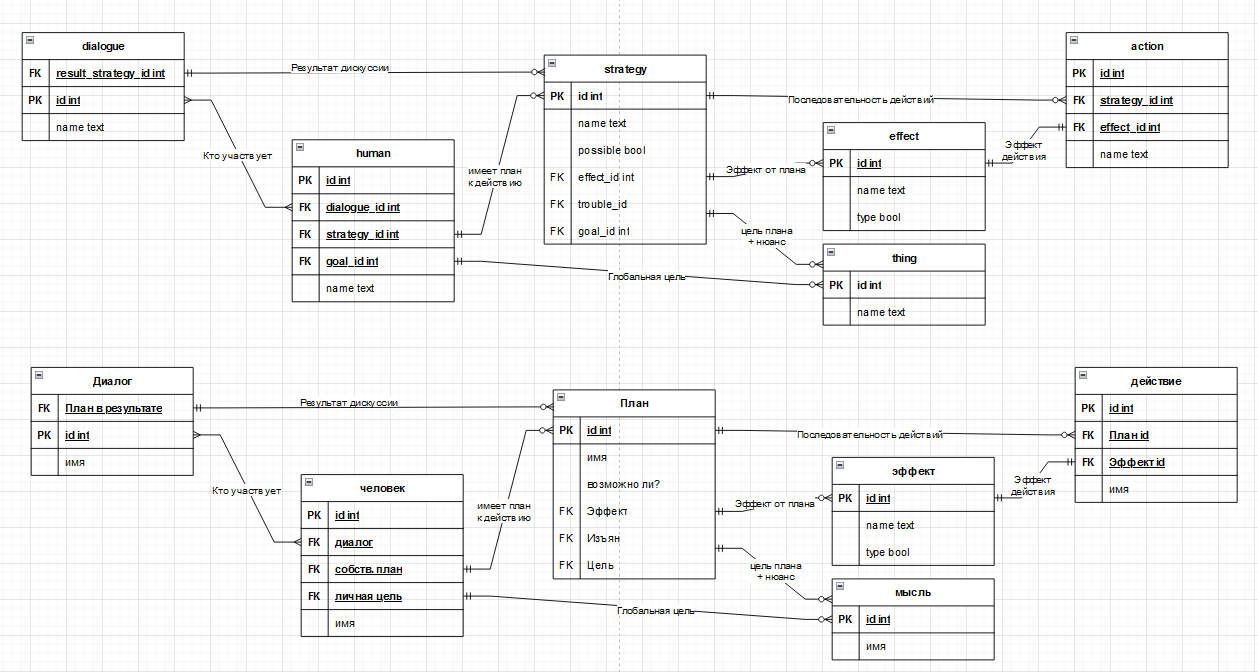 dialogue
FK result_strategy_id int
PK id int
name text
Результат дискуссии
Кто участвует
human
PK id int
FK dialogue_id int
FK strategy_id int
FK goal_id int
name text
имеет план
к действию
strategy
PK id int
name text
possible bool
FK effect_id int
FK trouble_id
FK goal_id int
Последовательность действий
Эффект от плана
цель плана
+ нюанс
Глобальная цель
effect
PK id int
name text
type bool
thing
PK id int
name text
Эффект
действия
action
PK id int
FK strategy_id int
FK effect_id int
name text
Диалог
FK План в результате
PK id int
имя
Результат дискуссии
Кто участвует
человек
PK id int
FK диалог
FK собств. план
FK личная цель
имя
имеет план
к действию
План
PK id int
имя
возможно ли?
FK Эффект
FK Изъян
FK Цель
Последовательность действий
Эффект от плана
цель плана
+ нюанс
Глобальная цель
эффект
PK id int
name text
type bool
мысль
PK id int
имя
Эффект
действия
действие
PK id int
FK План id
FK Эффект id
имя